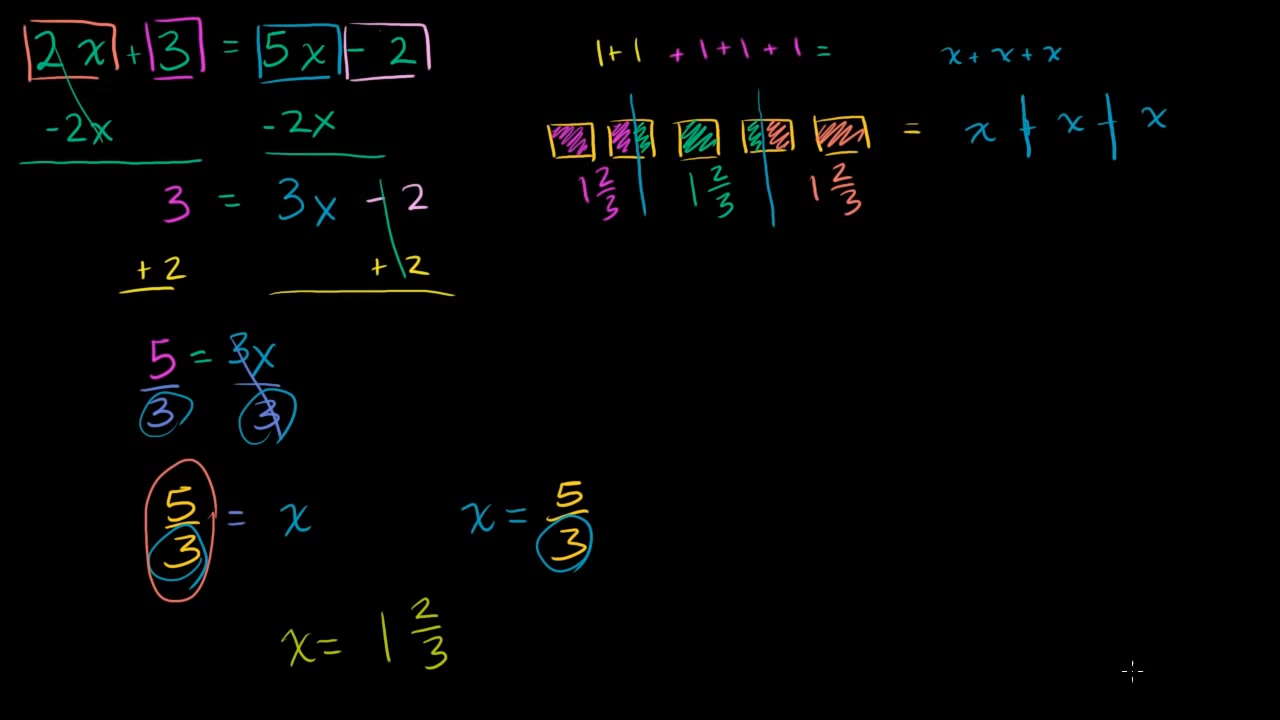 2x + 3 = 5x - 2
-2x -2x
3 = 3x - 2
+ 2 + 2
5/3 = 3x/3
5/3 = x
x = 5/3
x = 1 2/3
1 + 1 + 1 + 1 + 1 = x + x + x
= x + x + x
1 2/3 1 2/3 1 2/3